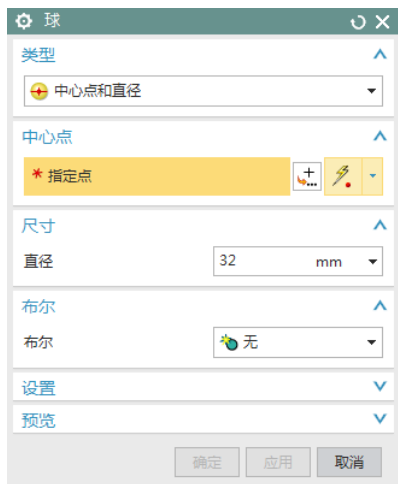 球
类型
中心点和直径
中心点
* 指定点
尺寸
直径 32 mm
布尔
布尔 无
设置
预览
确定 应用 取消